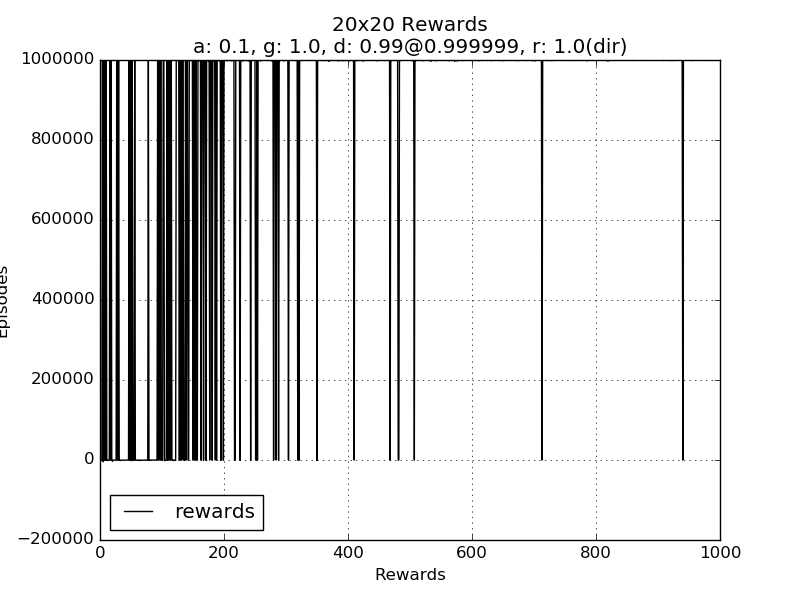 20x20 Rewards
a: 0.1, g: 1.0, d: 0.99@0.999999, r: 1.0(dir)
1000000
800000
600000
400000
200000
0
−200000
Episodes
rewards
0 200 400 600 800 1000
Rewards